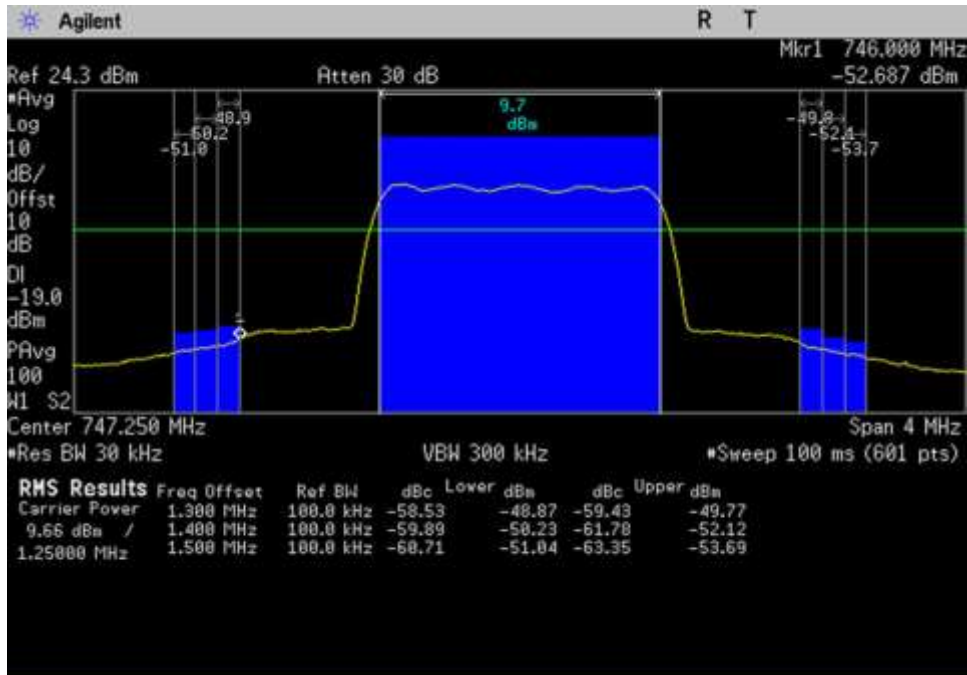 Agilent R T
Mkr1 746.000 MHz
Ref 24.3 dBm Atten 30 dB -52.687 dBm
#Avg
Log
10
dB/
Offst
10
dB
DI
-19.0
dBm
PAvg
100
W1 S2
-48.9
-50.2
-51.0
9.7
dBm
-49.8
-52.1
-53.7
1
Center 747.250 MHz Span 4 MHz
#Res BW 30 kHz VBW 300 kHz #Sweep 100 ms (601 pts)
RMS Results Freq Offset Ref BW dBc Lower dBm dBc Upper dBm
Carrier Power 1.300 MHz 100.0 kHz -58.53 -48.87 -59.43 -49.77
9.66 dBm / 1.400 MHz 100.0 kHz -59.89 -50.23 -61.78 -52.12
1.25000 MHz 1.500 MHz 100.0 kHz -60.71 -51.04 -63.35 -53.69